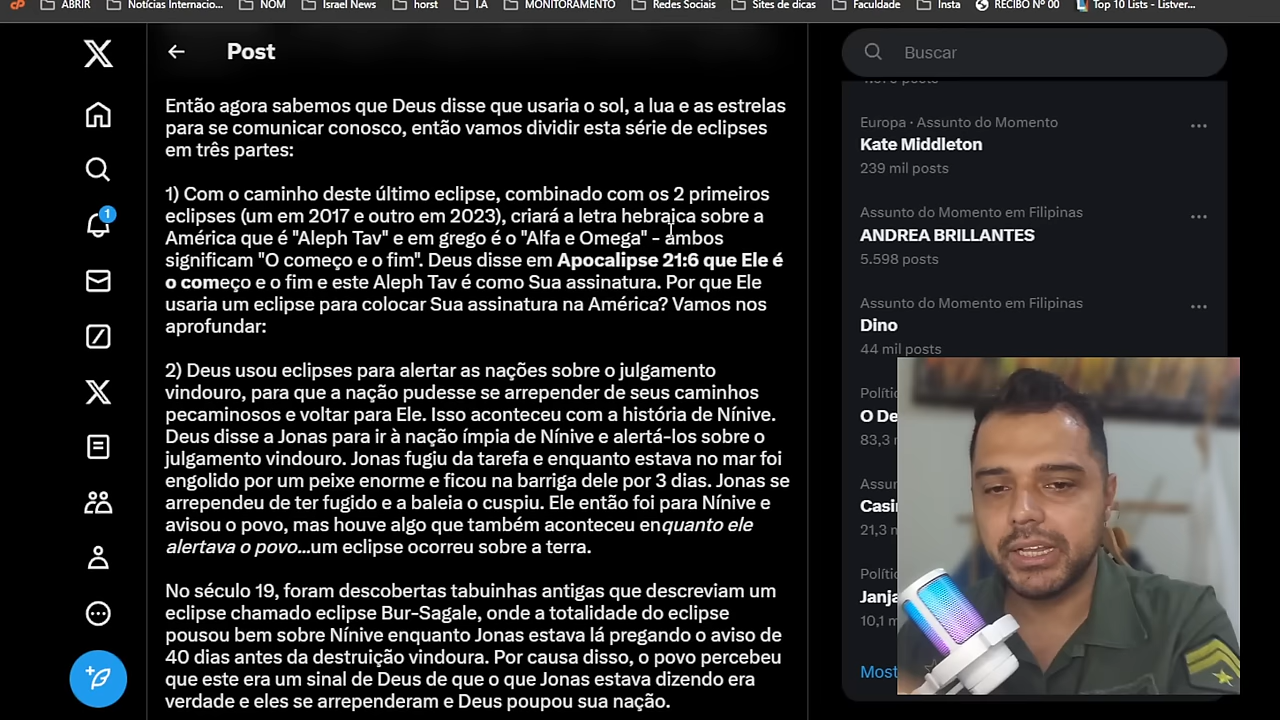 ABRIR
Notícias Internacio...
NOM
Israel News
horst
I.A
MONITORAMENTO
Redes Sociais
Sites de dicas
Faculdade
Insta
RECIBO Nº 00
Top 10 Lists - Listver...
Post
Então agora sabemos que Deus disse que usaria o sol, a lua e as estrelas
para se comunicar conosco, então vamos dividir esta série de eclipses
em três partes:
1) Com o caminho deste último eclipse, combinado com os 2 primeiros
eclipses (um em 2017 e outro em 2023), criará a letra hebraica sobre a
América que é "Aleph Tav" e em grego é o "Alfa e Omega" - ambos
significam "O começo e o fim". Deus disse em Apocalipse 21:6 que Ele é
o começo e o fim e este Aleph Tav é como Sua assinatura. Por que Ele
usaria um eclipse para colocar Sua assinatura na América? Vamos nos
aprofundar:
2) Deus usou eclipses para alertar as nações sobre o julgamento
vindouro, para que a nação pudesse se arrepender de seus caminhos
pecaminosos e voltar para Ele. Isso aconteceu com a história de Nínive.
Deus disse a Jonas para ir à nação ímpia de Nínive e alertá-los sobre o
julgamento vindouro. Jonas fugiu da tarefa e enquanto estava no mar foi
engolido por um peixe enorme e ficou na barriga dele por 3 dias. Jonas se
arrependeu de ter fugido e a baleia o cuspiu. Ele então foi para Nínive e
avisou o povo, mas houve algo que também aconteceu enquanto ele
alertava o povo...um eclipse ocorreu sobre a terra.
No século 19, foram descobertas tabuinhas antigas que descreviam um
eclipse chamado eclipse Bur-Sagale, onde a totalidade do eclipse
pousou bem sobre Nínive enquanto Jonas estava lá pregando o aviso de
40 dias antes da destruição vindoura. Por causa disso, o povo percebeu
que este era um sinal de Deus de que o que Jonas estava dizendo era
verdade e eles se arrependeram e Deus poupou sua nação.
1
Buscar
Europa · Assunto do Momento
Kate Middleton
239 mil posts
Assunto do Momento em Filipinas
ANDREA BRILLANTES
5.598 posts
Assunto do Momento em Filipinas
Dino
44 mil posts
Políti
O De
83,3
Assu
Casi
21,3
Políti
Janja
10,1
Most